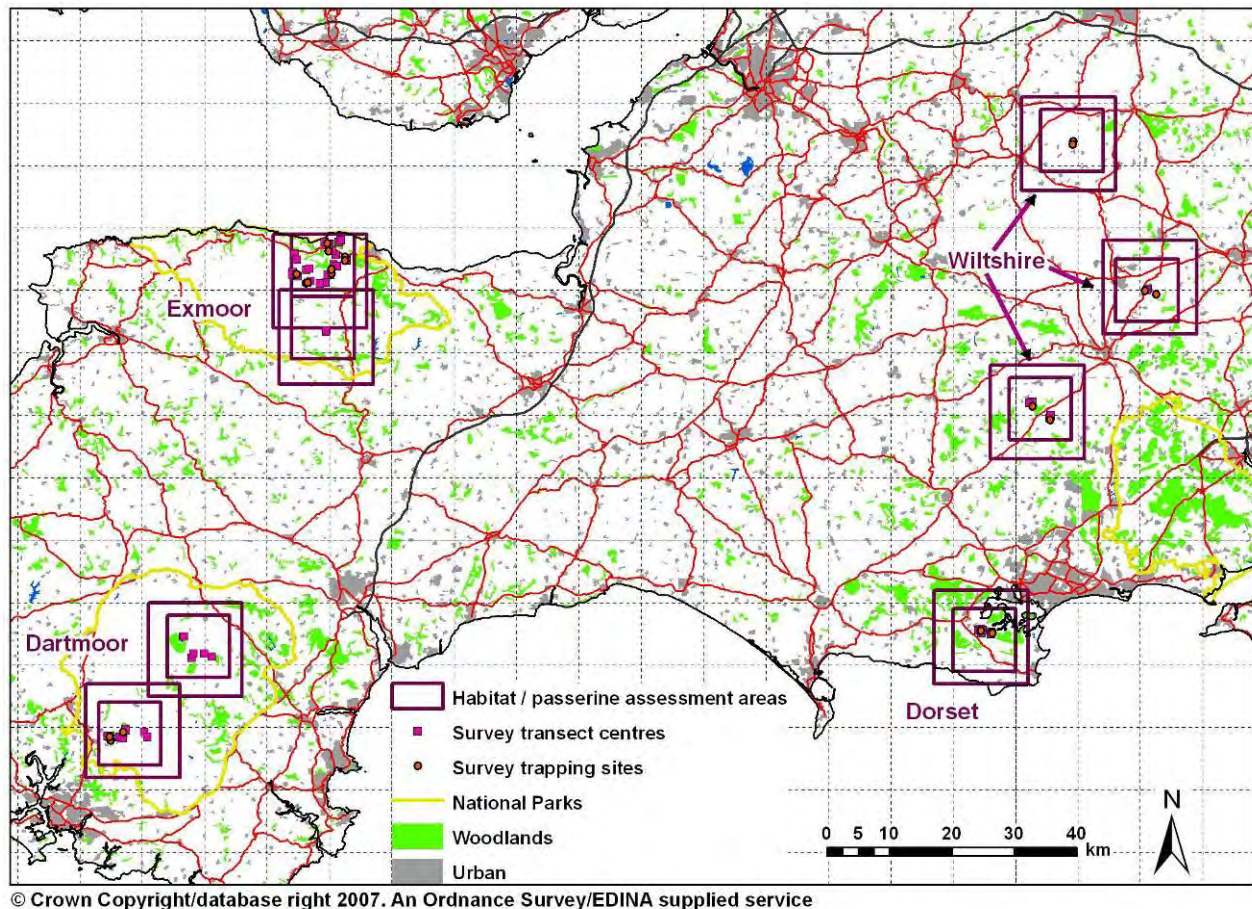 Wiltshire
Exmoor
Dartmoor
Dorset
Habitat / passerine assessment areas
Survey transect centres
Survey trapping sites
National Parks
Woodlands
Urban
N
0 5 10 20 30 40
km
© Crown Copyright/database right 2007. An Ordnance Survey/EDINA supplied service